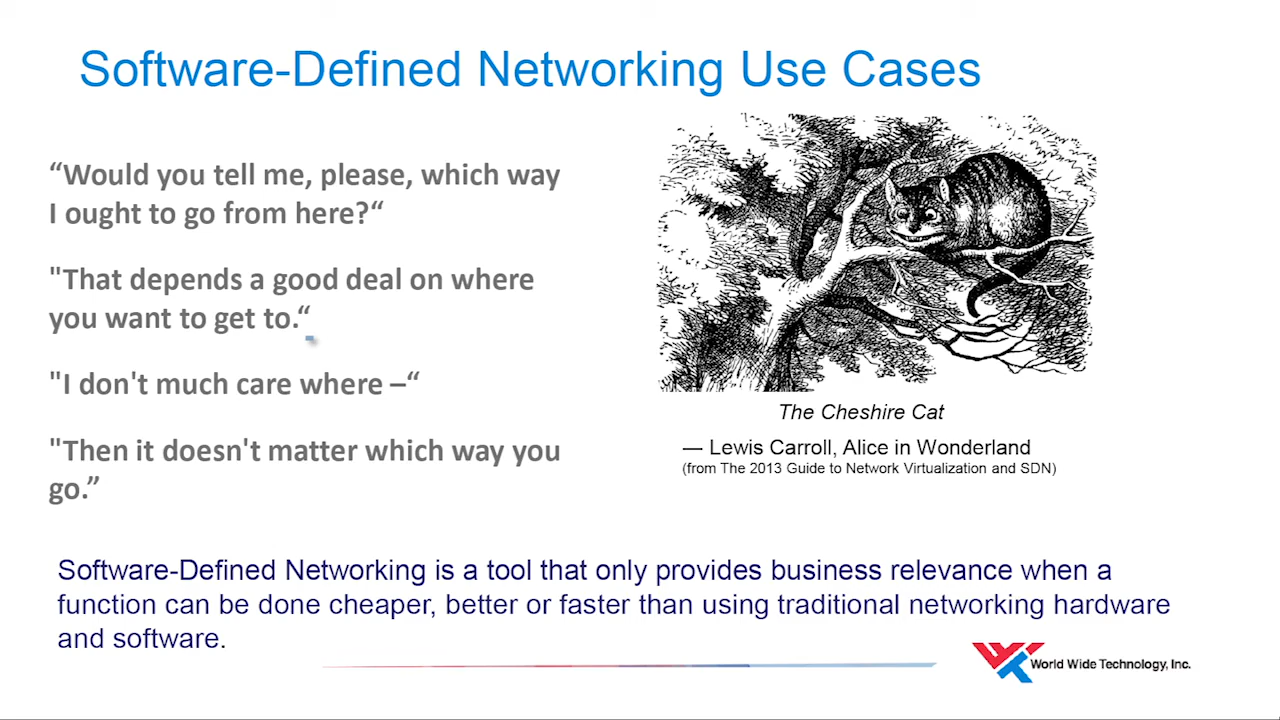 Software-Defined Networking Use Cases
“Would you tell me, please, which way
I ought to go from here?“
"That depends a good deal on where
you want to get to.“
"I don't much care where –“
"Then it doesn't matter which way you
go.”
The Cheshire Cat
— Lewis Carroll, Alice in Wonderland
(from The 2013 Guide to Network Virtualization and SDN)
Software-Defined Networking is a tool that only provides business relevance when a
function can be done cheaper, better or faster than using traditional networking hardware
and software.
World Wide Technology, Inc.